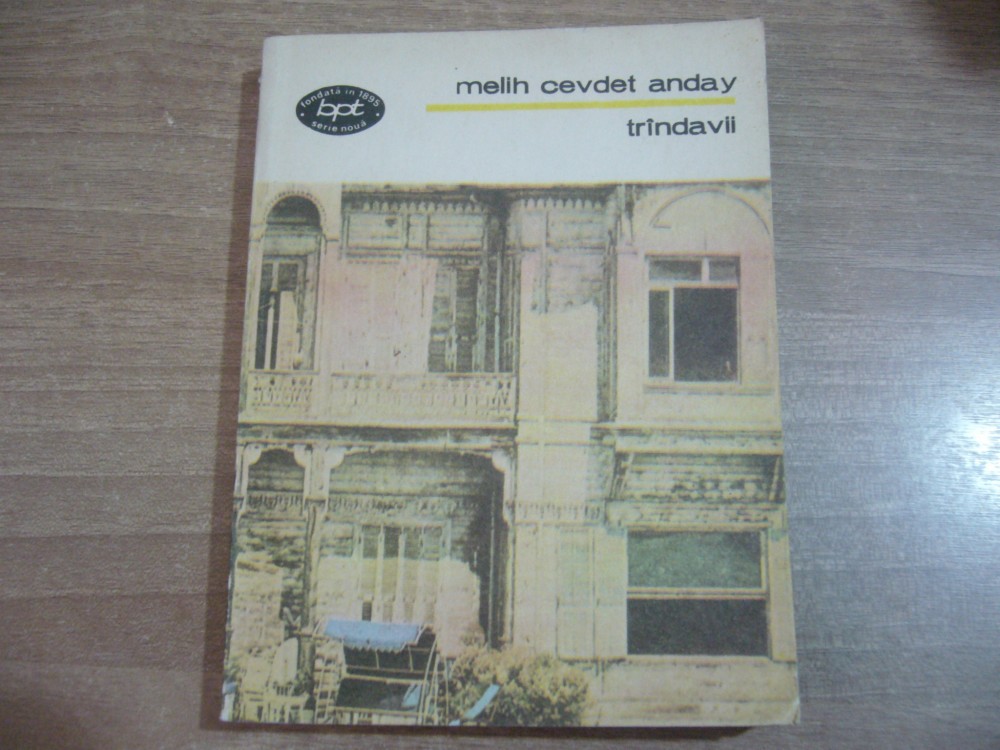 melih cevdet anday
trîndavii
fondată în 1895
bpt
serie nouă